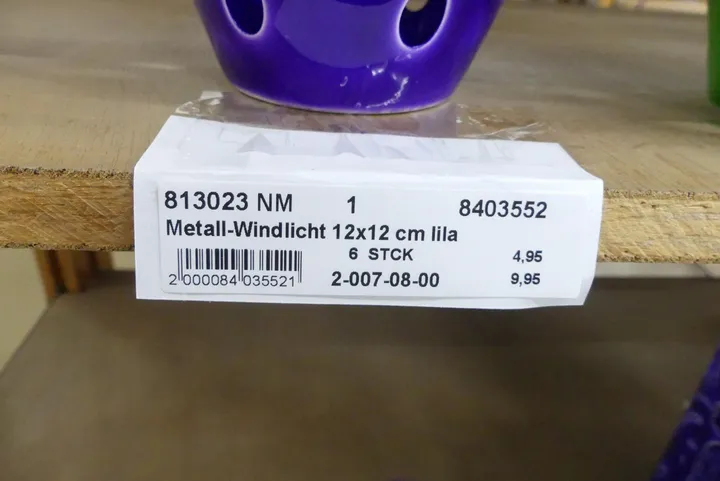 813023 NM 1 8403552
Metall-Windlicht 12x12 cm lila
6 STCK 4,95
2 000084 035521 2-007-08-00 9,95